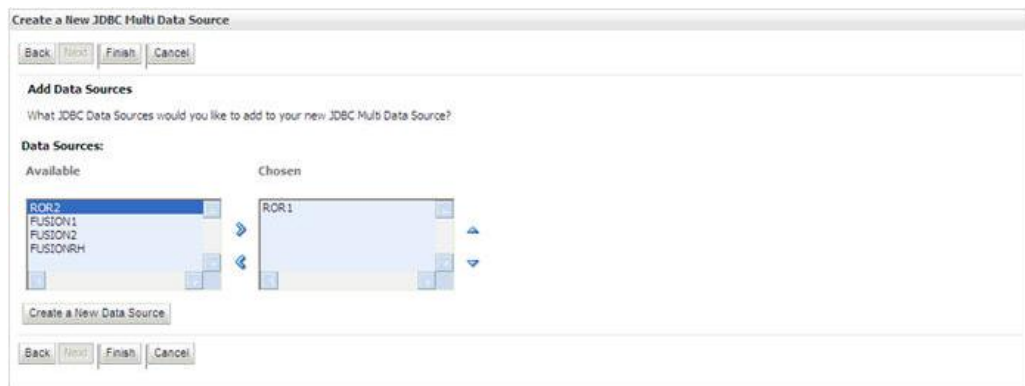 Create a New JDBC Multi Data Source
Back Next Finish Cancel
Add Data Sources
What JDBC Data Sources would you like to add to your new JDBC Multi Data Source?
Data Sources:
Available Chosen
ROR2 ROR1
FUSION1
FUSION2
FUSIONRH
Create a New Data Source
Back Next Finish Cancel